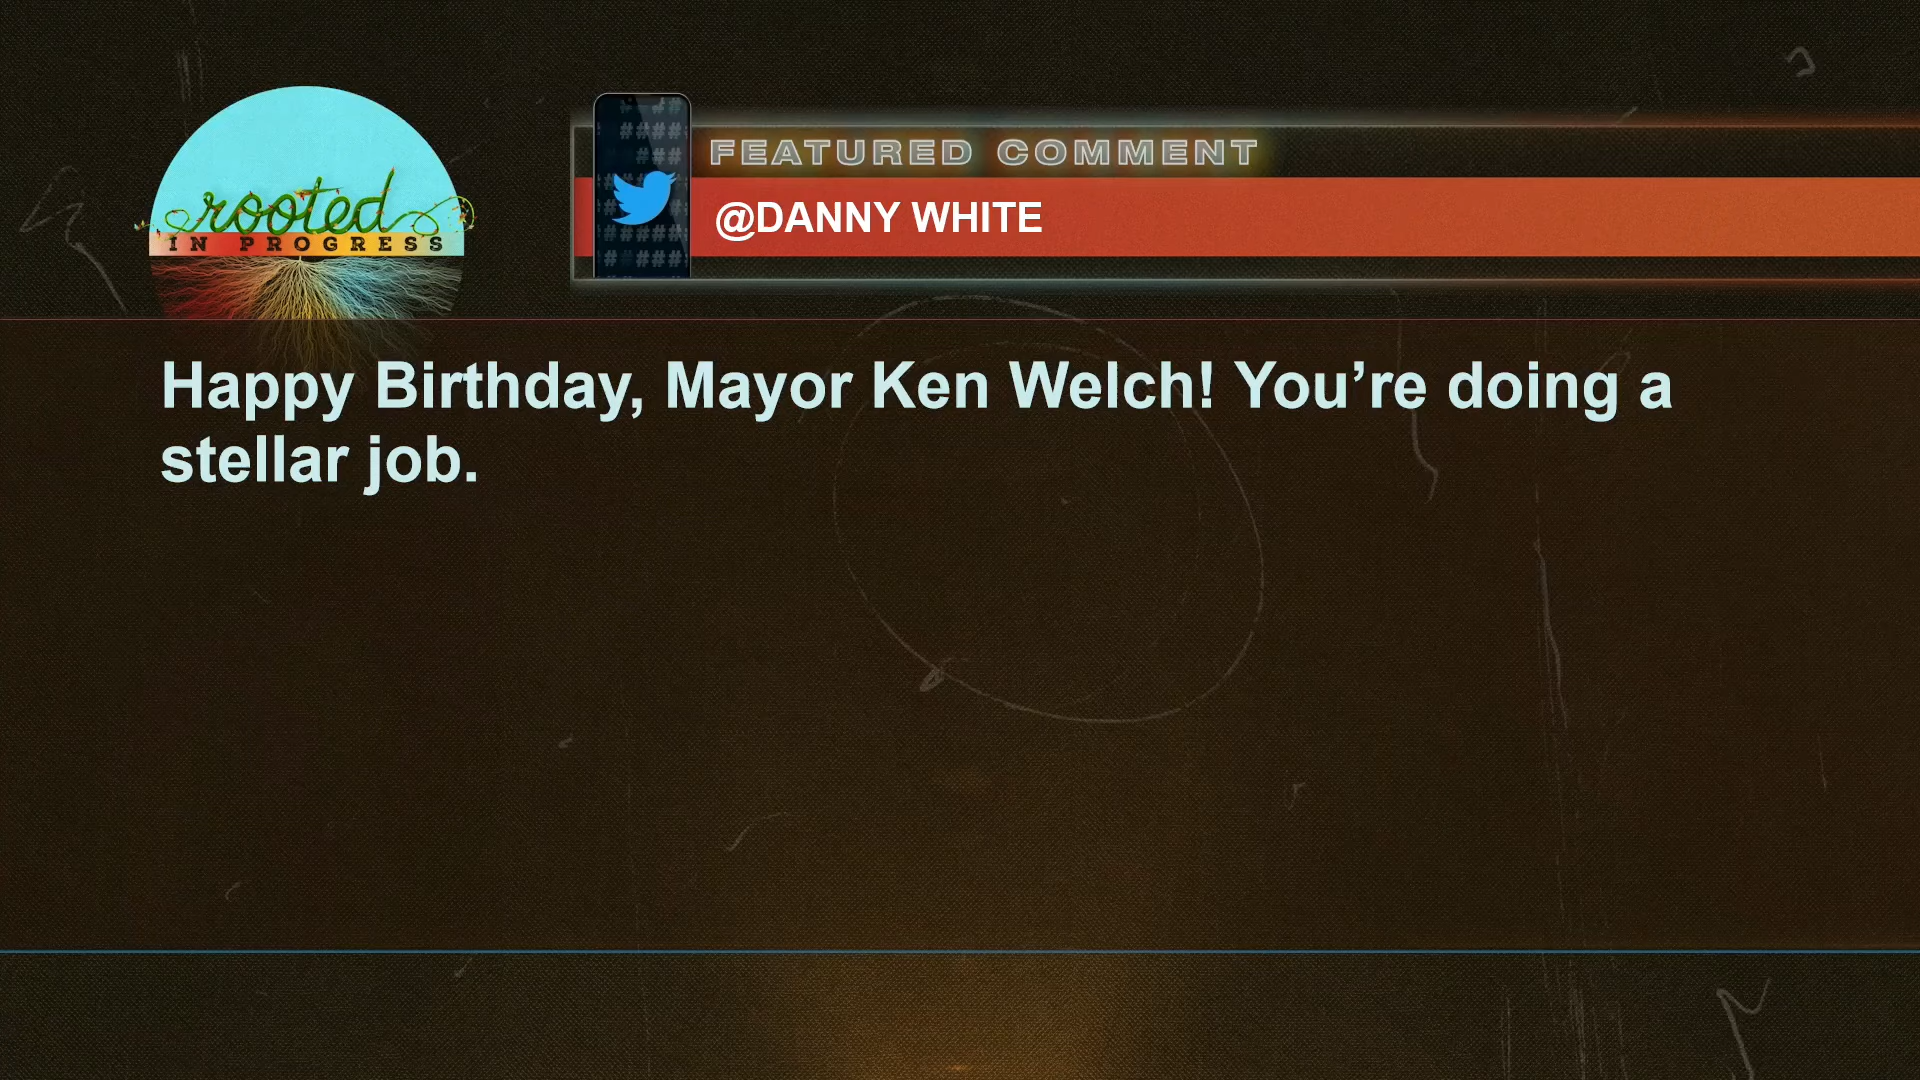 rooted
IN PROGRESS
FEATURED COMMENT
@DANNY WHITE
Happy Birthday, Mayor Ken Welch! You’re doing a
stellar job.